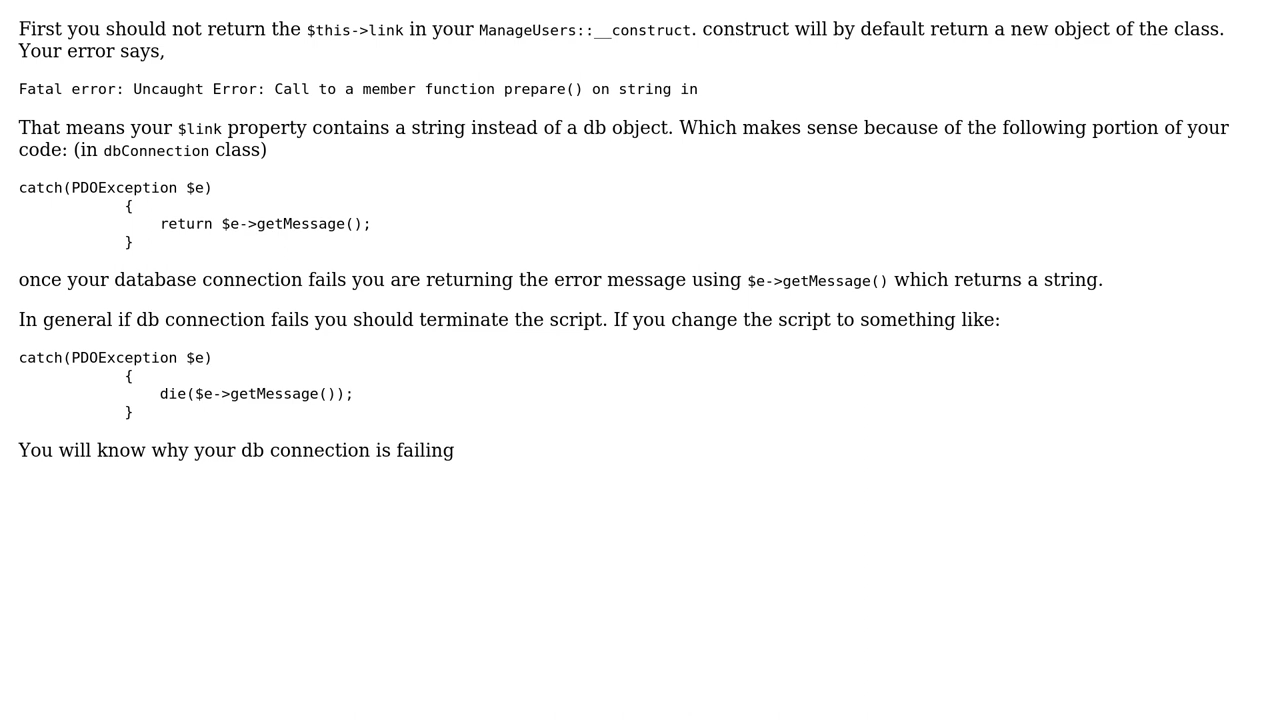 First you should not return the $this->link in your ManageUsers::__construct. construct will by default return a new object of the class.
Your error says,
Fatal error: Uncaught Error: Call to a member function prepare() on string in
That means your $link property contains a string instead of a db object. Which makes sense because of the following portion of your
code: (in dbConnection class)
catch(PDOException $e)
            {
                return $e->getMessage();
            }
once your database connection fails you are returning the error message using $e->getMessage() which returns a string.
In general if db connection fails you should terminate the script. If you change the script to something like:
catch(PDOException $e)
            {
                die($e->getMessage());
            }
You will know why your db connection is failing